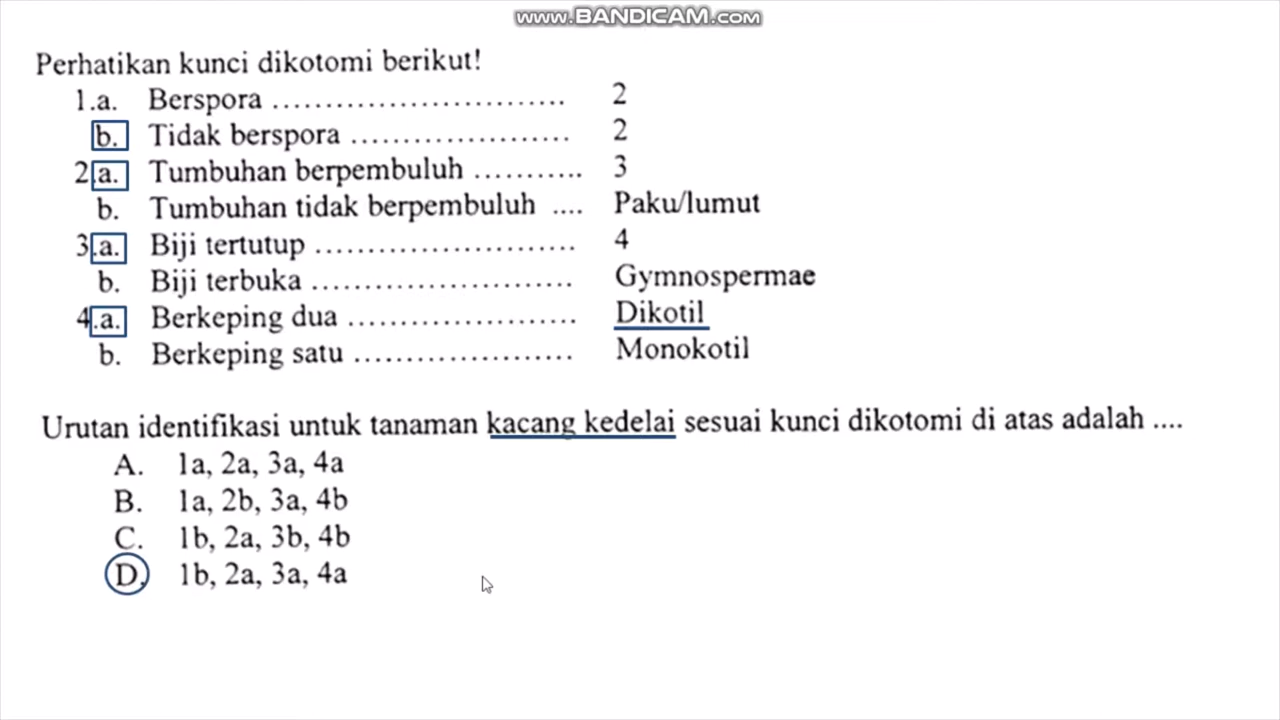 www.BANDICAM.com
Perhatikan kunci dikotomi berikut!
1.a. Berspora ............................ 2
b. Tidak berspora ..................... 2
2.a. Tumbuhan berpembuluh ........... 3
b. Tumbuhan tidak berpembuluh .... Paku/lumut
3.a. Biji tertutup ......................... 4
b. Biji terbuka ......................... Gymnospermae
4.a. Berkeping dua ...................... Dikotil
b. Berkeping satu ..................... Monokotil
Urutan identifikasi untuk tanaman kacang kedelai sesuai kunci dikotomi di atas adalah ....
A. 1a, 2a, 3a, 4a
B. 1a, 2b, 3a, 4b
C. 1b, 2a, 3b, 4b
D. 1b, 2a, 3a, 4a